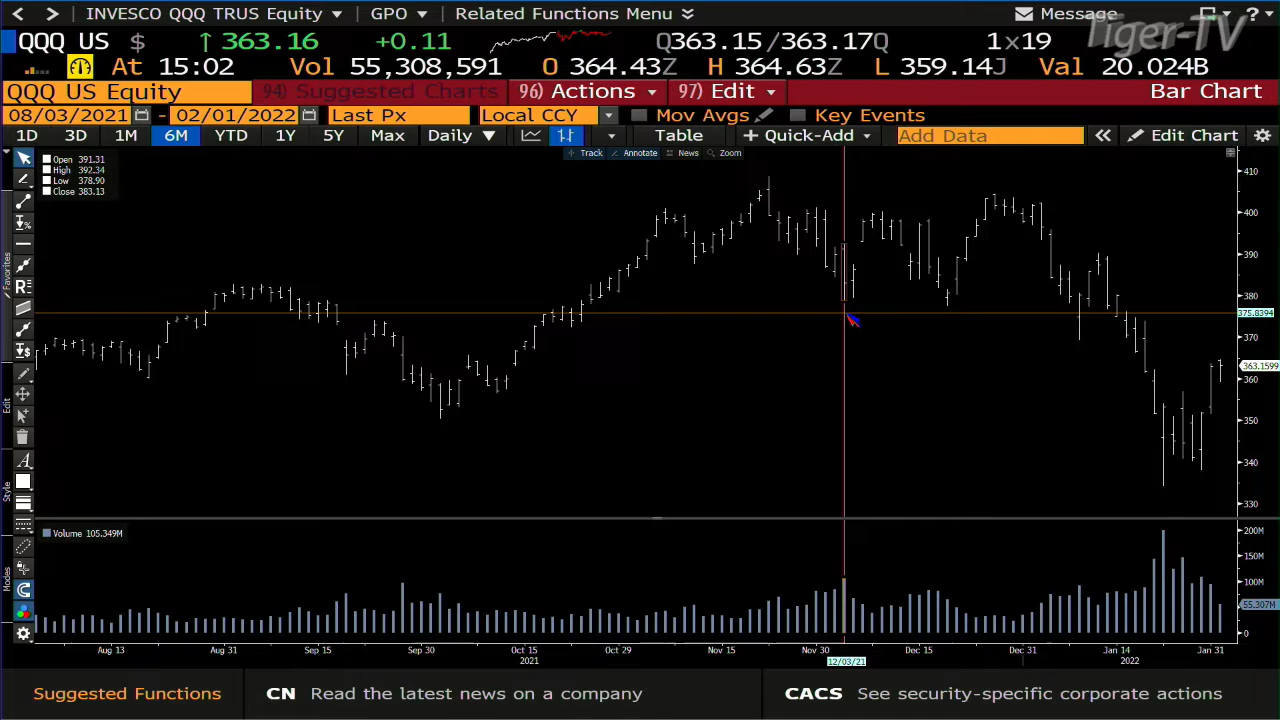 INVESCO QQQ TRUS Equity GPO Related Functions Menu Message ?
QQQ US $ ↑ 363.16 +0.11 Q363.15/363.17Q 1×19
Tiger-TV
At 15:02 Vol 55,308,591 O 364.43Z H 364.63Z L 359.14J Val 20.024B
QQQ US Equity 94) Suggested Charts 96) Actions 97) Edit Bar Chart
08/03/2021 - 02/01/2022 Last Px Local CCY Mov Avgs Key Events
1D 3D 1M 6M YTD 1Y 5Y Max Daily ▼ Table + Quick-Add Add Data « Edit Chart
Track Annotate News Zoom
Open 391.31
High 392.34
Low 378.90
Close 383.13
410
400
390
380
375.8394
370
363.1599
360
350
340
330
Favorites
Edit
Style
Modes
Volume 105.349M
200M
150M
100M
55.307M
0
Aug 13 Aug 31 Sep 15 Sep 30 Oct 15 Oct 29 Nov 15 Nov 30 Dec 15 Dec 31 Jan 14 Jan 31
2021 12/03/21 2022
Suggested Functions CN Read the latest news on a company CACS See security-specific corporate actions